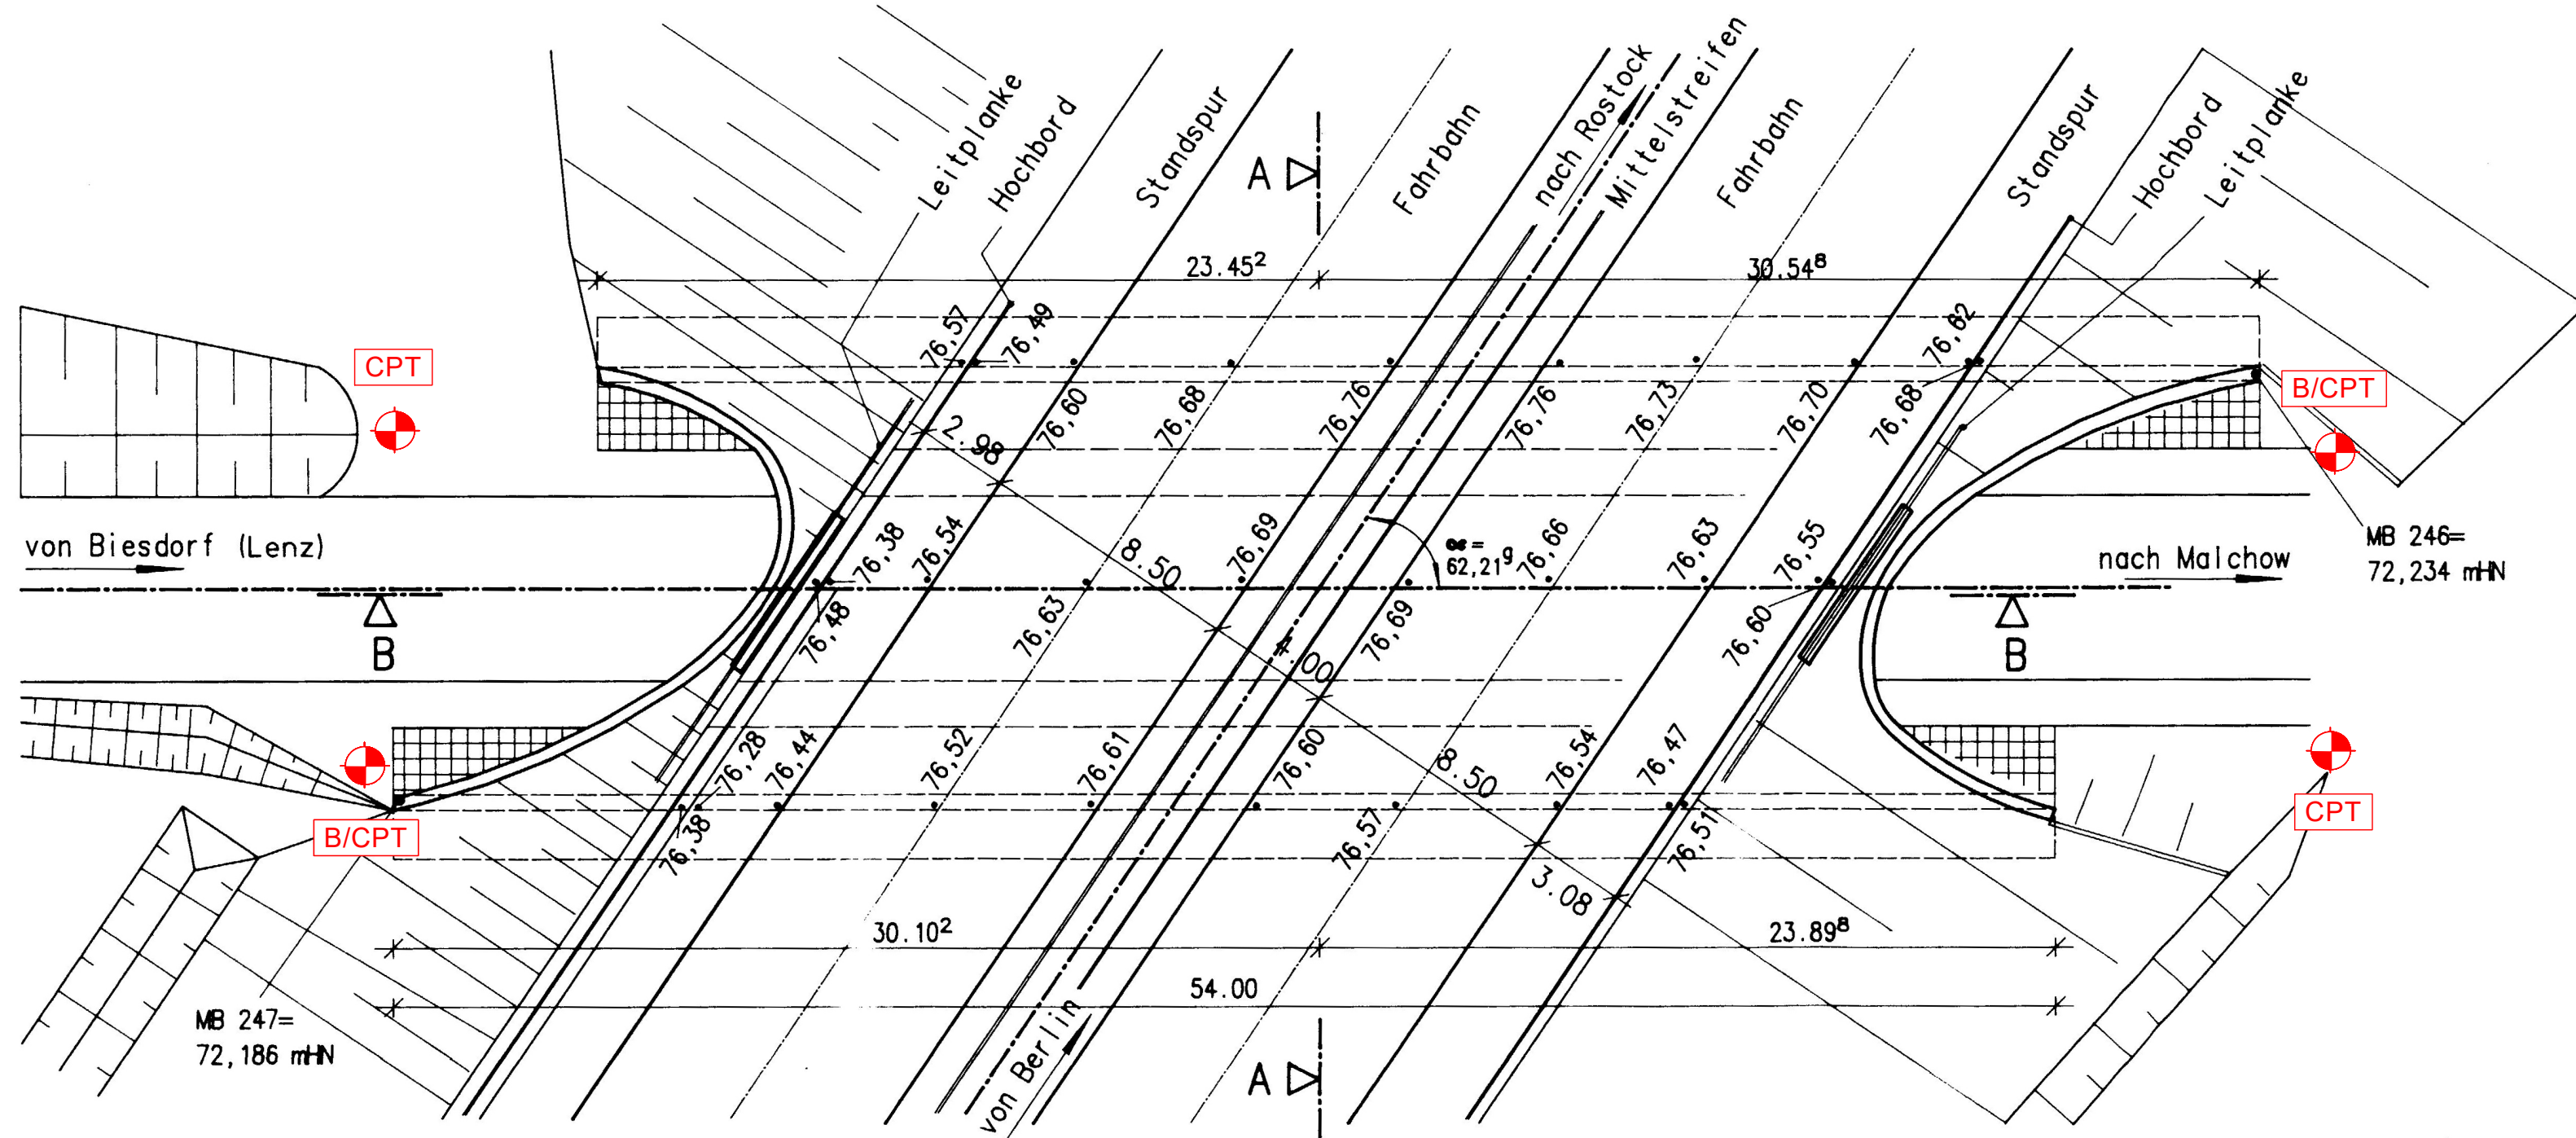 Leitplanke
Hochbord
Standspur
A
Fahrbahn
nach Rostock
Mittelstreifen
Fahrbahn
Standspur
Hochbord
Leitplanke
23.45²
30.54⁸
CPT
76,57
76,49
76,60
76,68
76,76
76,76
76,73
76,70
76,68
76,62
B/CPT
2.98
von Biesdorf (Lenz)
76,38
76,54
8.50
76,69
α =
62,21ᵍ
76,66
76,63
76,55
nach Malchow
MB 246=
72,234 mHN
B
76,48
76,63
4.00
76,69
76,60
B
B/CPT
76,28
76,44
76,52
76,61
76,60
8.50
76,54
76,47
CPT
76,38
76,57
76,51
3.08
30.10²
23.89⁸
54.00
MB 247=
72,186 mHN
von Berlin
A